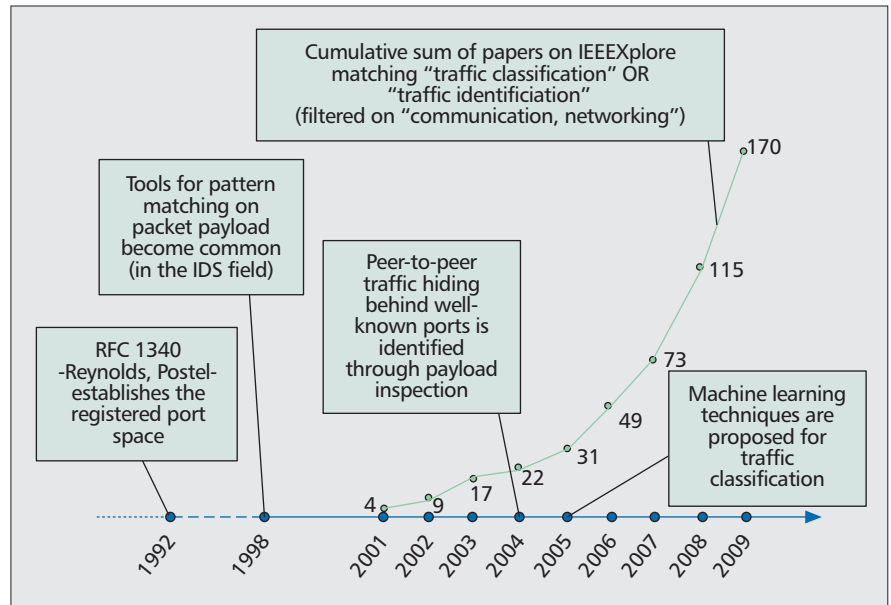 Cumulative sum of papers on IEEEXplore
matching “traffic classification” OR
“traffic identificiation”
(filtered on “communication, networking”)
170
Tools for pattern
matching on
packet payload
become common
(in the IDS field)
Peer-to-peer
traffic hiding
behind well-
known ports is
identified
through payload
inspection
115
RFC 1340
-Reynolds, Postel-
establishes the
registered port
space
73
Machine learning
techniques are
proposed for
traffic
classification
49
31
22
17
9
4
1992
1998
2001
2002
2003
2004
2005
2006
2007
2008
2009